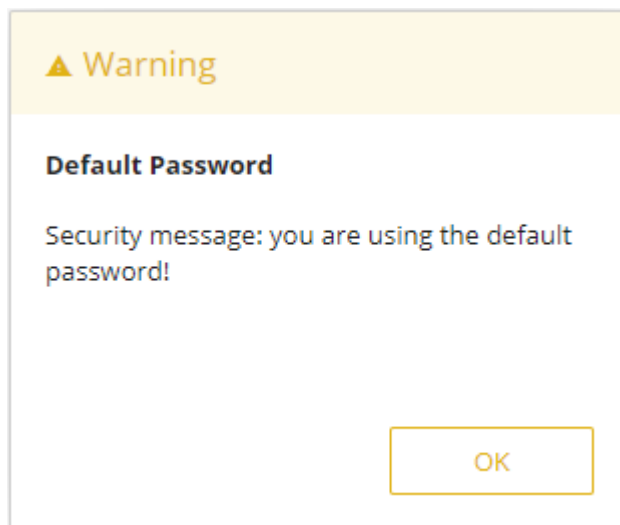 Warning
Default Password
Security message: you are using the default
password!
OK